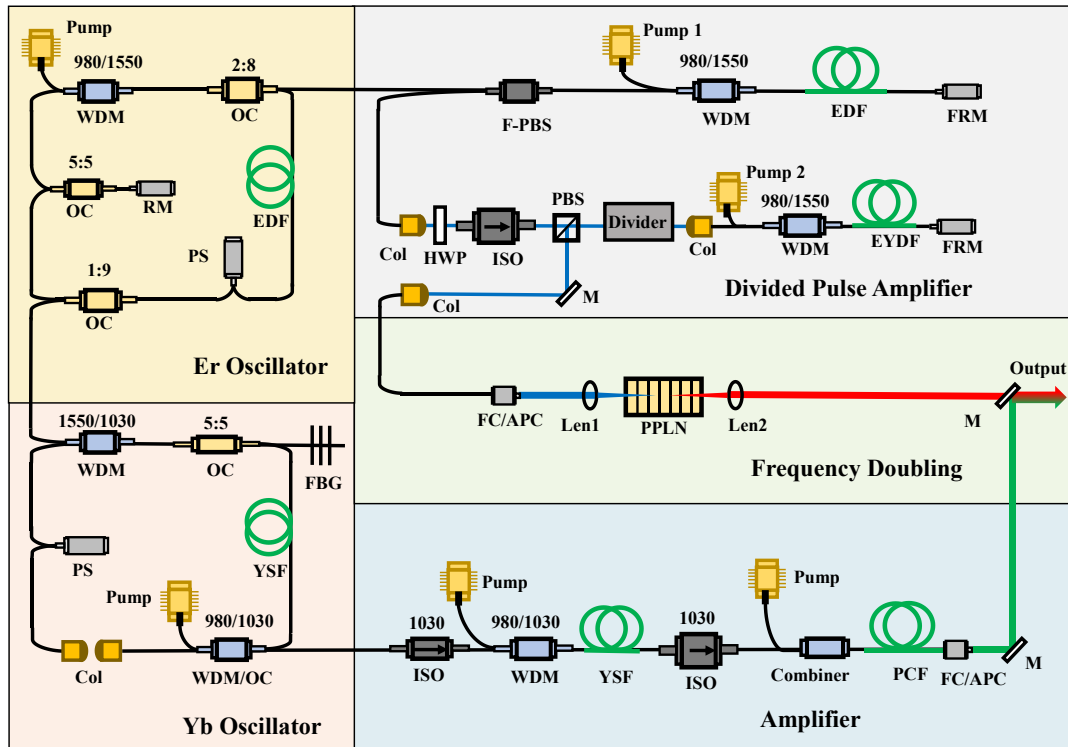 Pump
980/1550
WDM
2:8
OC
5:5
OC
RM
EDF
PS
1:9
OC
Er Oscillator
Pump 1
980/1550
F-PBS
WDM
EDF
FRM
Pump 2
980/1550
PBS
Divider
Col
HWP
ISO
Col
WDM
EYDF
FRM
Col
M
Divided Pulse Amplifier
Output
FC/APC
Len1
PPLN
Len2
M
Frequency Doubling
1550/1030
WDM
5:5
OC
FBG
YSF
PS
Pump
980/1030
Col
WDM/OC
Yb Oscillator
Pump
Pump
1030
980/1030
1030
ISO
WDM
YSF
ISO
Combiner
PCF
FC/APC
M
Amplifier